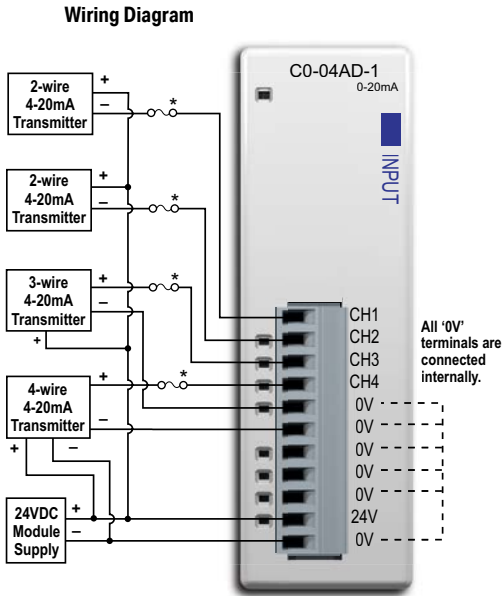 Wiring Diagram
C0-04AD-1
0-20mA
INPUT
2-wire
4-20mA
Transmitter
+
–
*
2-wire
4-20mA
Transmitter
+
–
*
3-wire
4-20mA
Transmitter
+
–
+
*
4-wire
4-20mA
Transmitter
+
–
+
–
*
24VDC
Module
Supply
+
–
CH1
CH2
CH3
CH4
0V
0V
0V
0V
0V
24V
0V
All ‘0V’
terminals are
connected
internally.